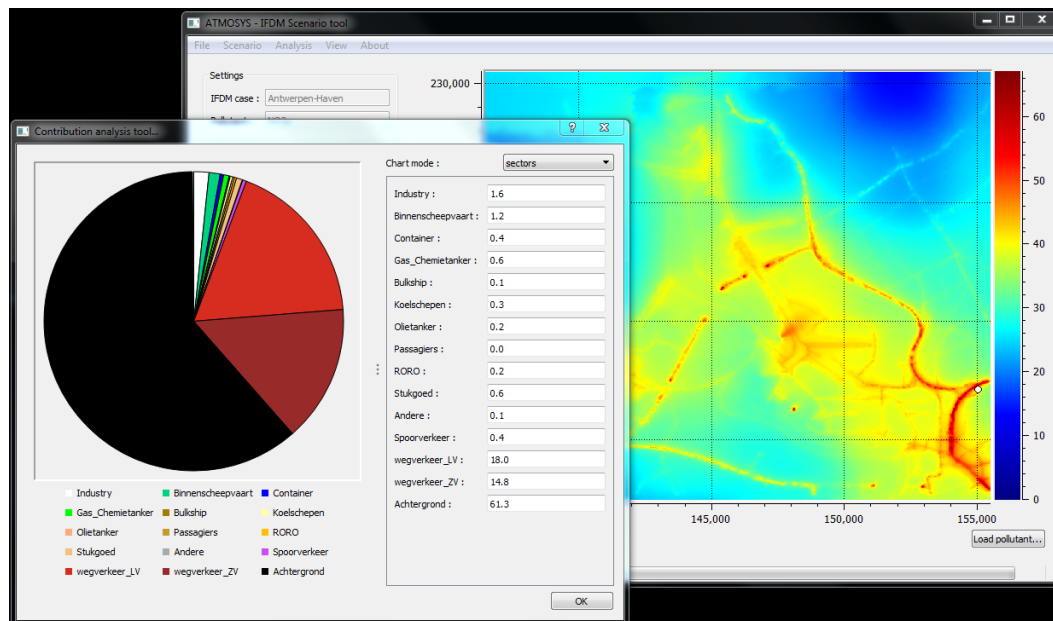 ATMOSYS - IFDM Scenario tool
File Scenario Analysis View About
Settings
IFDM case : Antwerpen-Haven
230,000
60
50
40
30
20
10
0
145,000 150,000 155,000
Load pollutant...
Contribution analysis tool...
Chart mode : sectors
Industry : 1.6
Binnenscheepvaart : 1.2
Container : 0.4
Gas_Chemietanker : 0.6
Bulkship : 0.1
Koelschepen : 0.3
Olietanker : 0.2
Passagiers : 0.0
RORO : 0.2
Stukgoed : 0.6
Andere : 0.1
Spoorverkeer : 0.4
wegverkeer_LV : 18.0
wegverkeer_ZV : 14.8
Achtergrond : 61.3
Industry Binnenscheepvaart Container
Gas_Chemietanker Bulkship Koelschepen
Olietanker Passagiers RORO
Stukgoed Andere Spoorverkeer
wegverkeer_LV wegverkeer_ZV Achtergrond
OK